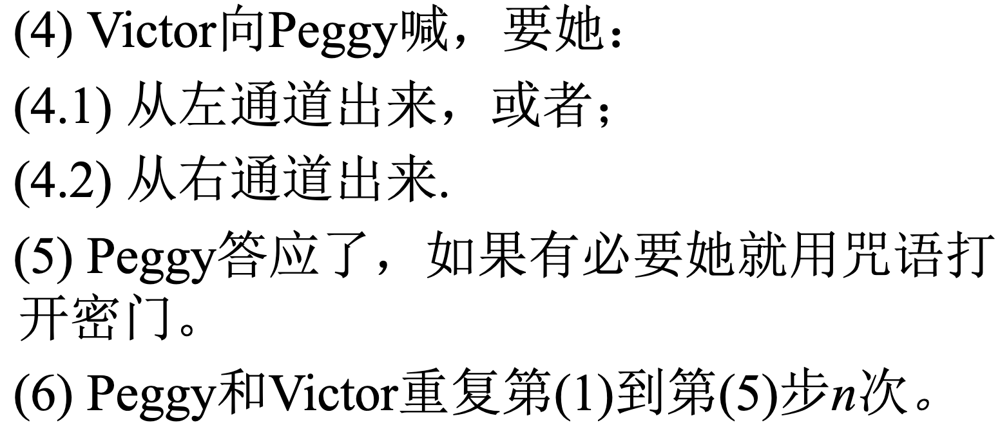 (4) Victor向Peggy喊，要她：
(4.1) 从左通道出来，或者；
(4.2) 从右通道出来.
(5) Peggy答应了，如果有必要她就用咒语打
开密门。
(6) Peggy和Victor重复第(1)到第(5)步n次。